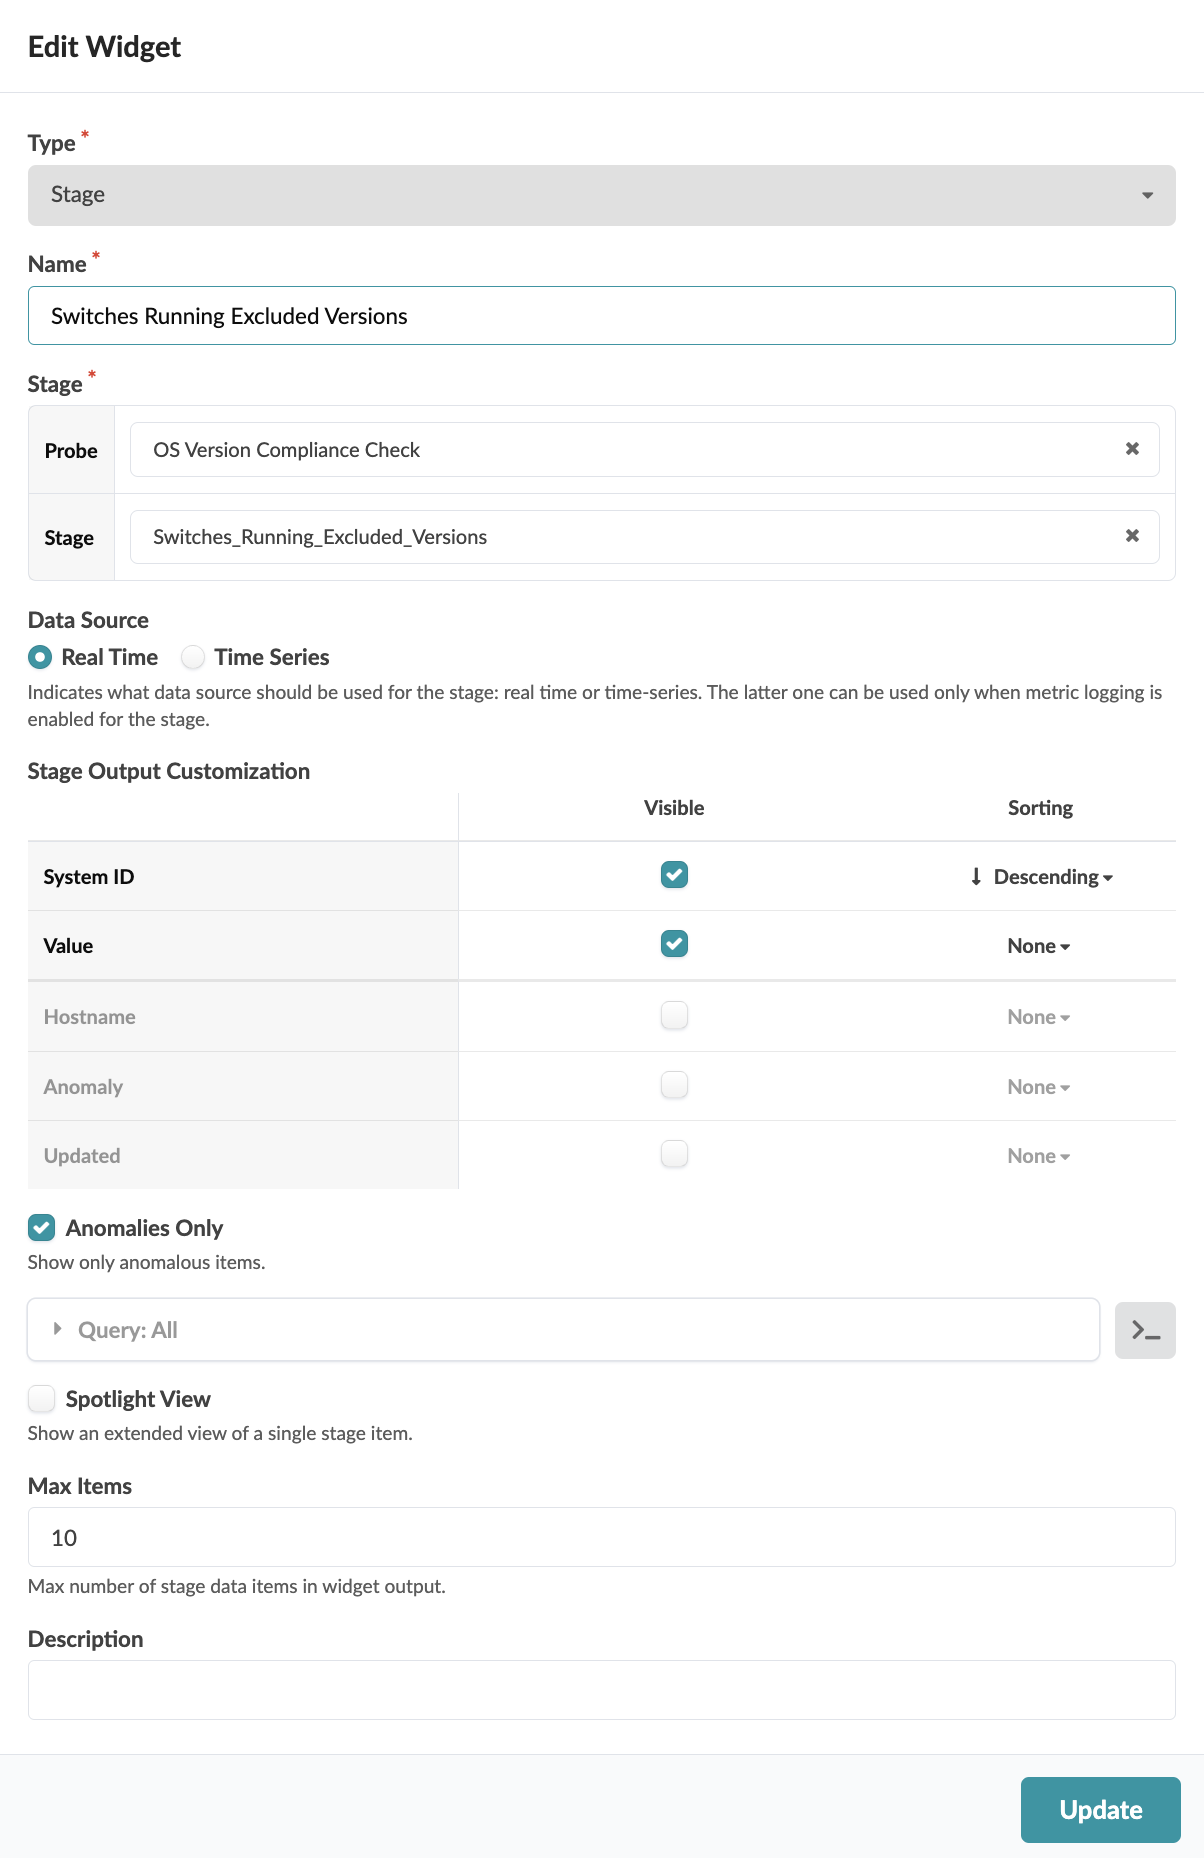 Edit Widget
Type *
Stage
Name *
Switches Running Excluded Versions
Stage *
Probe OS Version Compliance Check ✖
Stage Switches_Running_Excluded_Versions ✖
Data Source
Real Time Time Series
Indicates what data source should be used for the stage: real time or time-series. The latter one can be used only when metric logging is
enabled for the stage.
Stage Output Customization
Visible Sorting
System ID ↓ Descending
Value None
Hostname None
Anomaly None
Updated None
Anomalies Only
Show only anomalous items.
Query: All >_
Spotlight View
Show an extended view of a single stage item.
Max Items
10
Max number of stage data items in widget output.
Description
Update